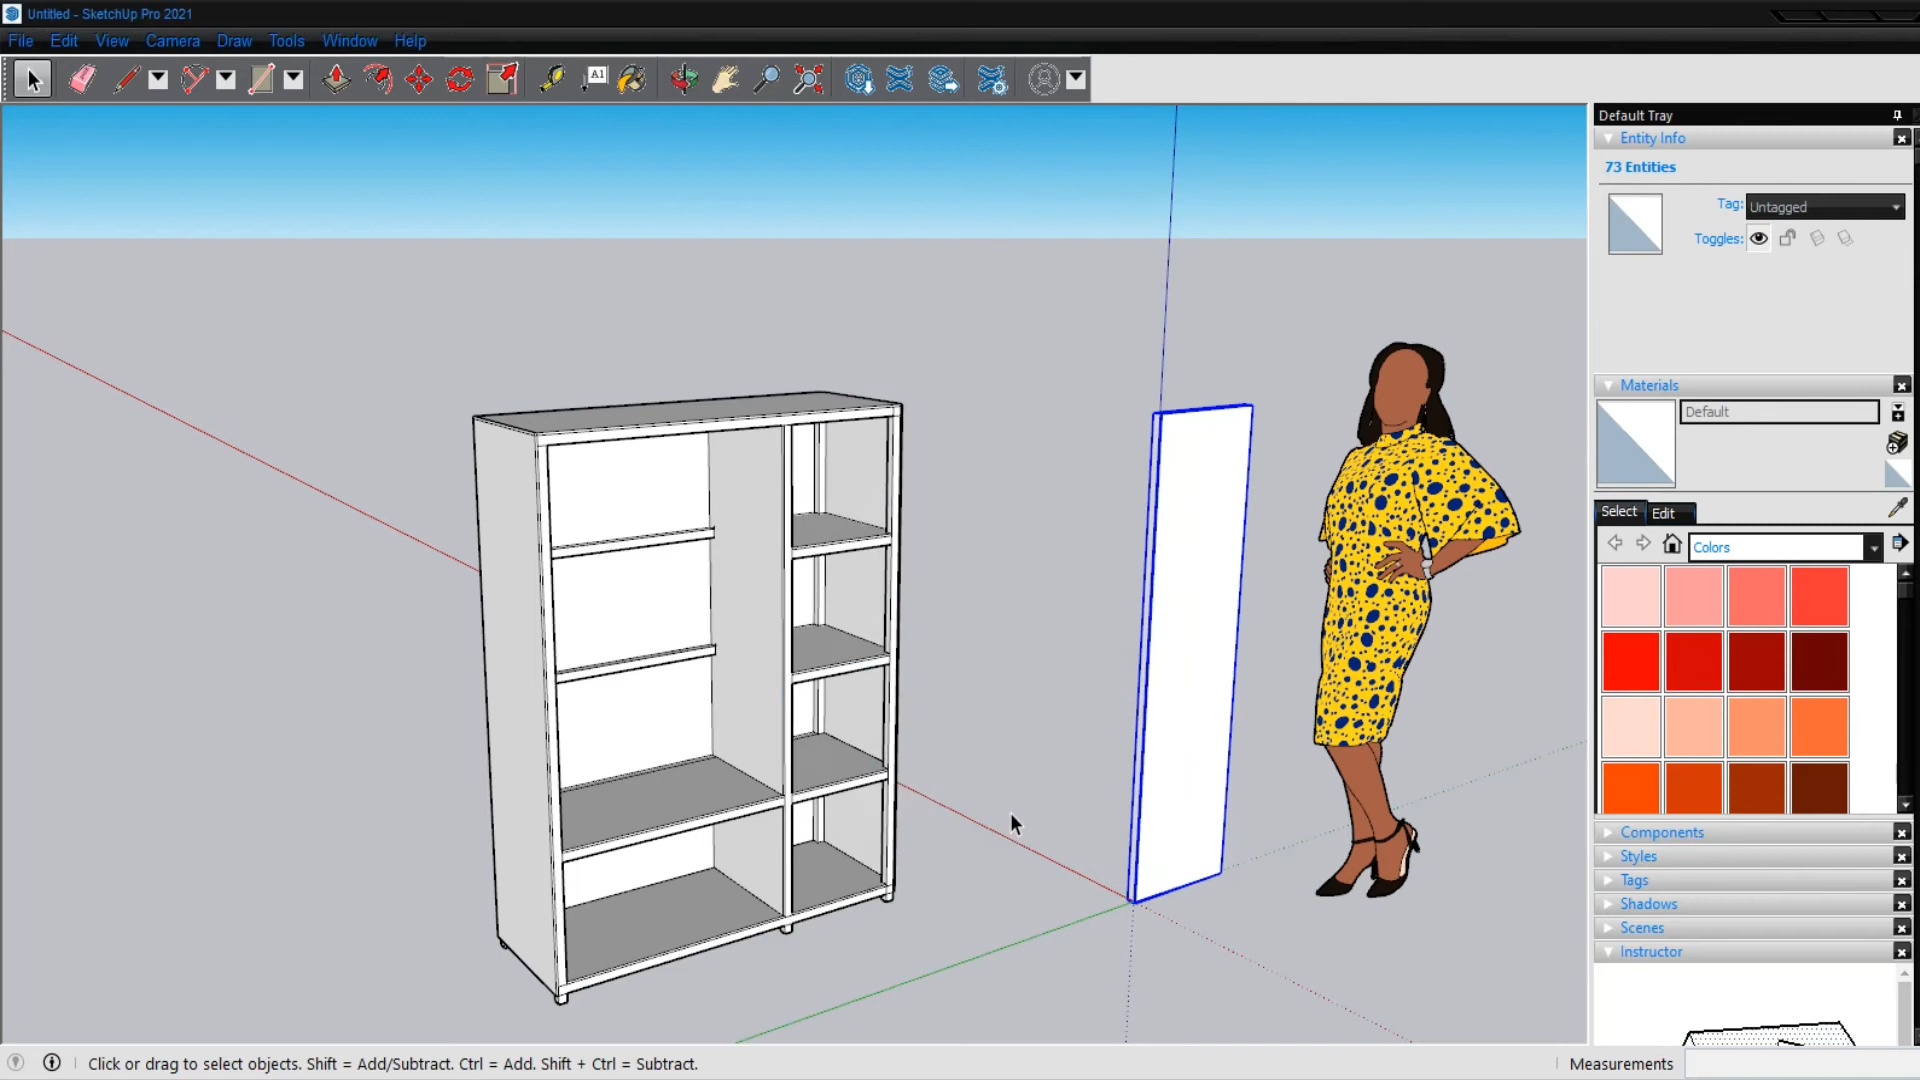 Untitled - SketchUp Pro 2021
File Edit View Camera Draw Tools Window Help
A1
Default Tray
Entity Info
73 Entities
Tag: Untagged
Toggles:
Materials
Default
Select Edit
Colors
Components
Styles
Tags
Shadows
Scenes
Instructor
Click or drag to select objects. Shift = Add/Subtract. Ctrl = Add. Shift + Ctrl = Subtract.
Measurements